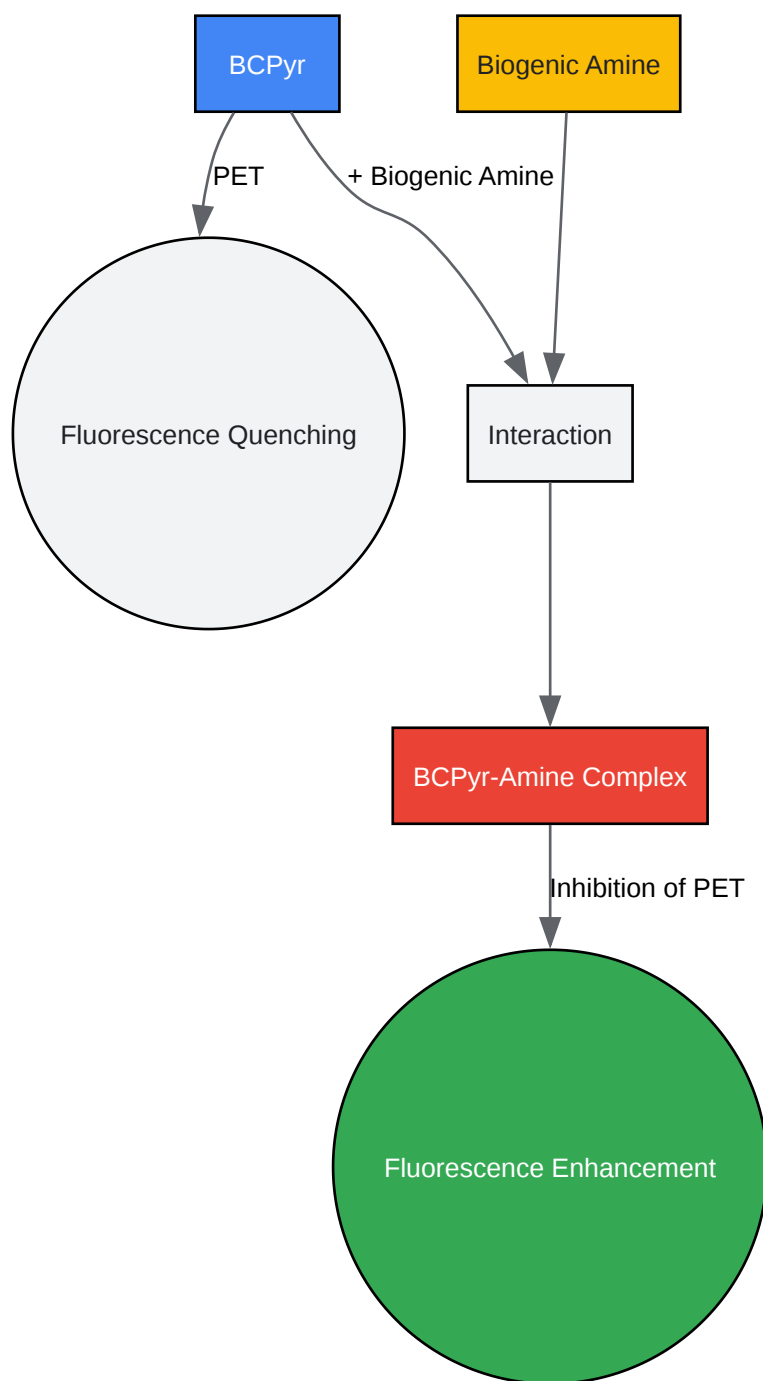 BCPyr
Biogenic Amine
PET
+ Biogenic Amine
Fluorescence Quenching
Interaction
BCPyr-Amine Complex
Inhibition of PET
Fluorescence Enhancement